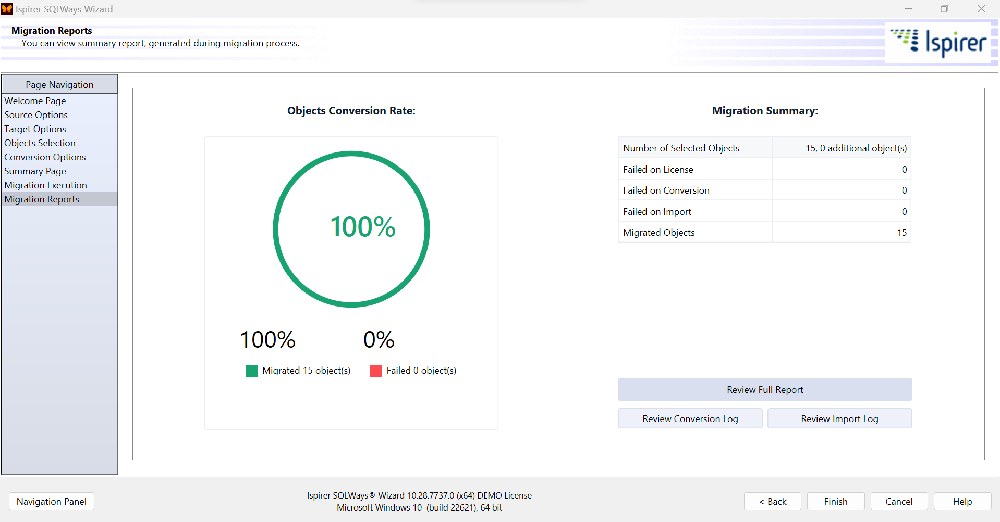 Ispirer SQLWays Wizard
Migration Reports
You can view summary report, generated during migration process.
Ispirer
Page Navigation
Welcome Page
Source Options
Target Options
Objects Selection
Conversion Options
Summary Page
Migration Execution
Migration Reports
Objects Conversion Rate:
100%
100% 0%
Migrated 15 object(s) Failed 0 object(s)
Migration Summary:
Number of Selected Objects 15, 0 additional object(s)
Failed on License 0
Failed on Conversion 0
Failed on Import 0
Migrated Objects 15
Review Full Report
Review Conversion Log Review Import Log
Navigation Panel
Ispirer SQLWays® Wizard 10.28.7737.0 (x64) DEMO License
Microsoft Windows 10 (build 22621), 64 bit
< Back Finish Cancel Help